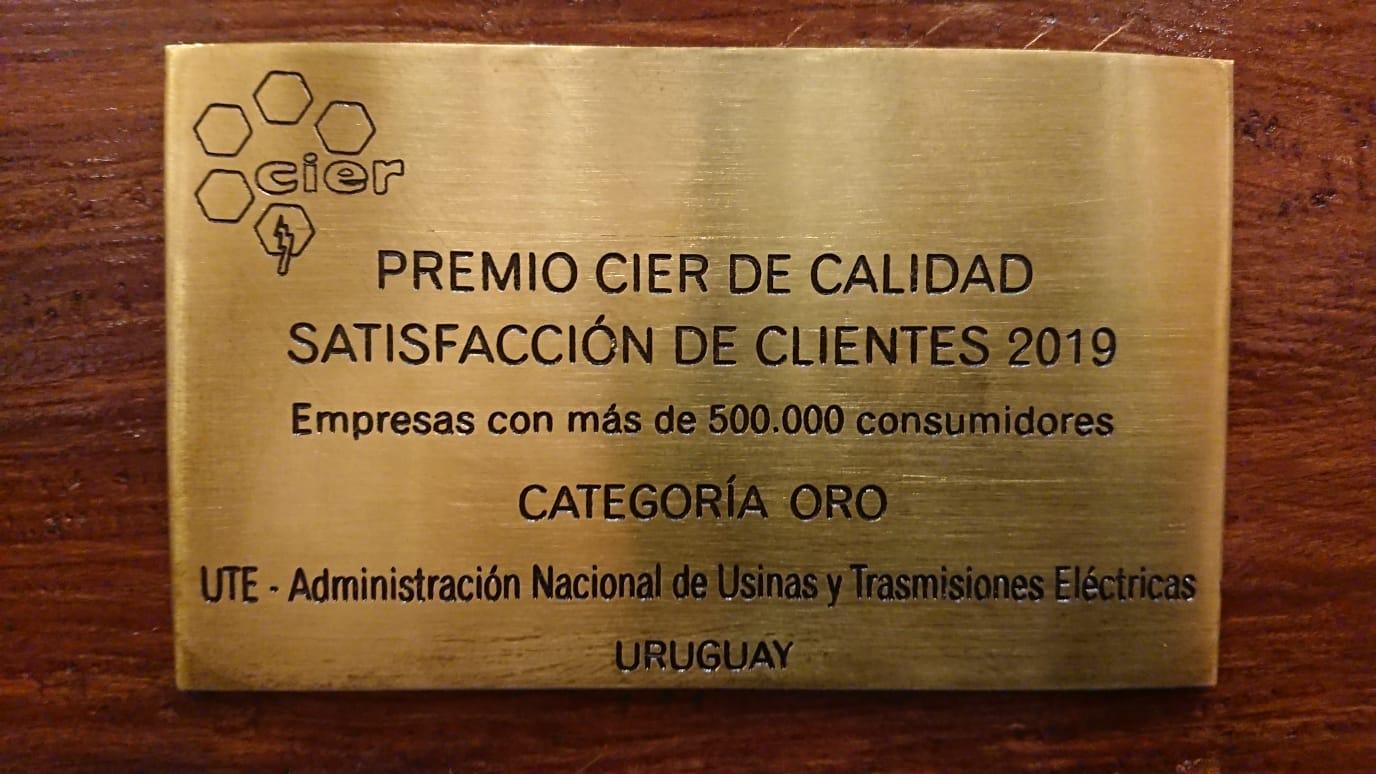 cier
PREMIO CIER DE CALIDAD
SATISFACCIÓN DE CLIENTES 2019
Empresas con más de 500.000 consumidores
CATEGORÍA ORO
UTE - Administración Nacional de Usinas y Trasmisiones Eléctricas
URUGUAY